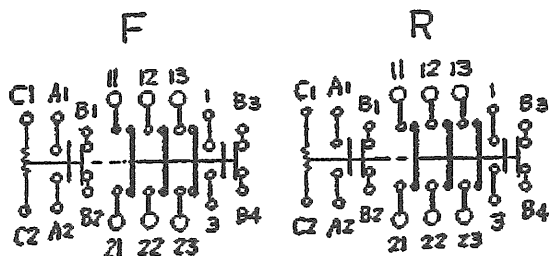 F R
11 12 13 11 12 13
C1 A1 B1 1 B3 C1 A1 B1 1 B3
C2 A2 B2 3 B4 C2 A2 B2 3 B4
21 22 23 21 22 23